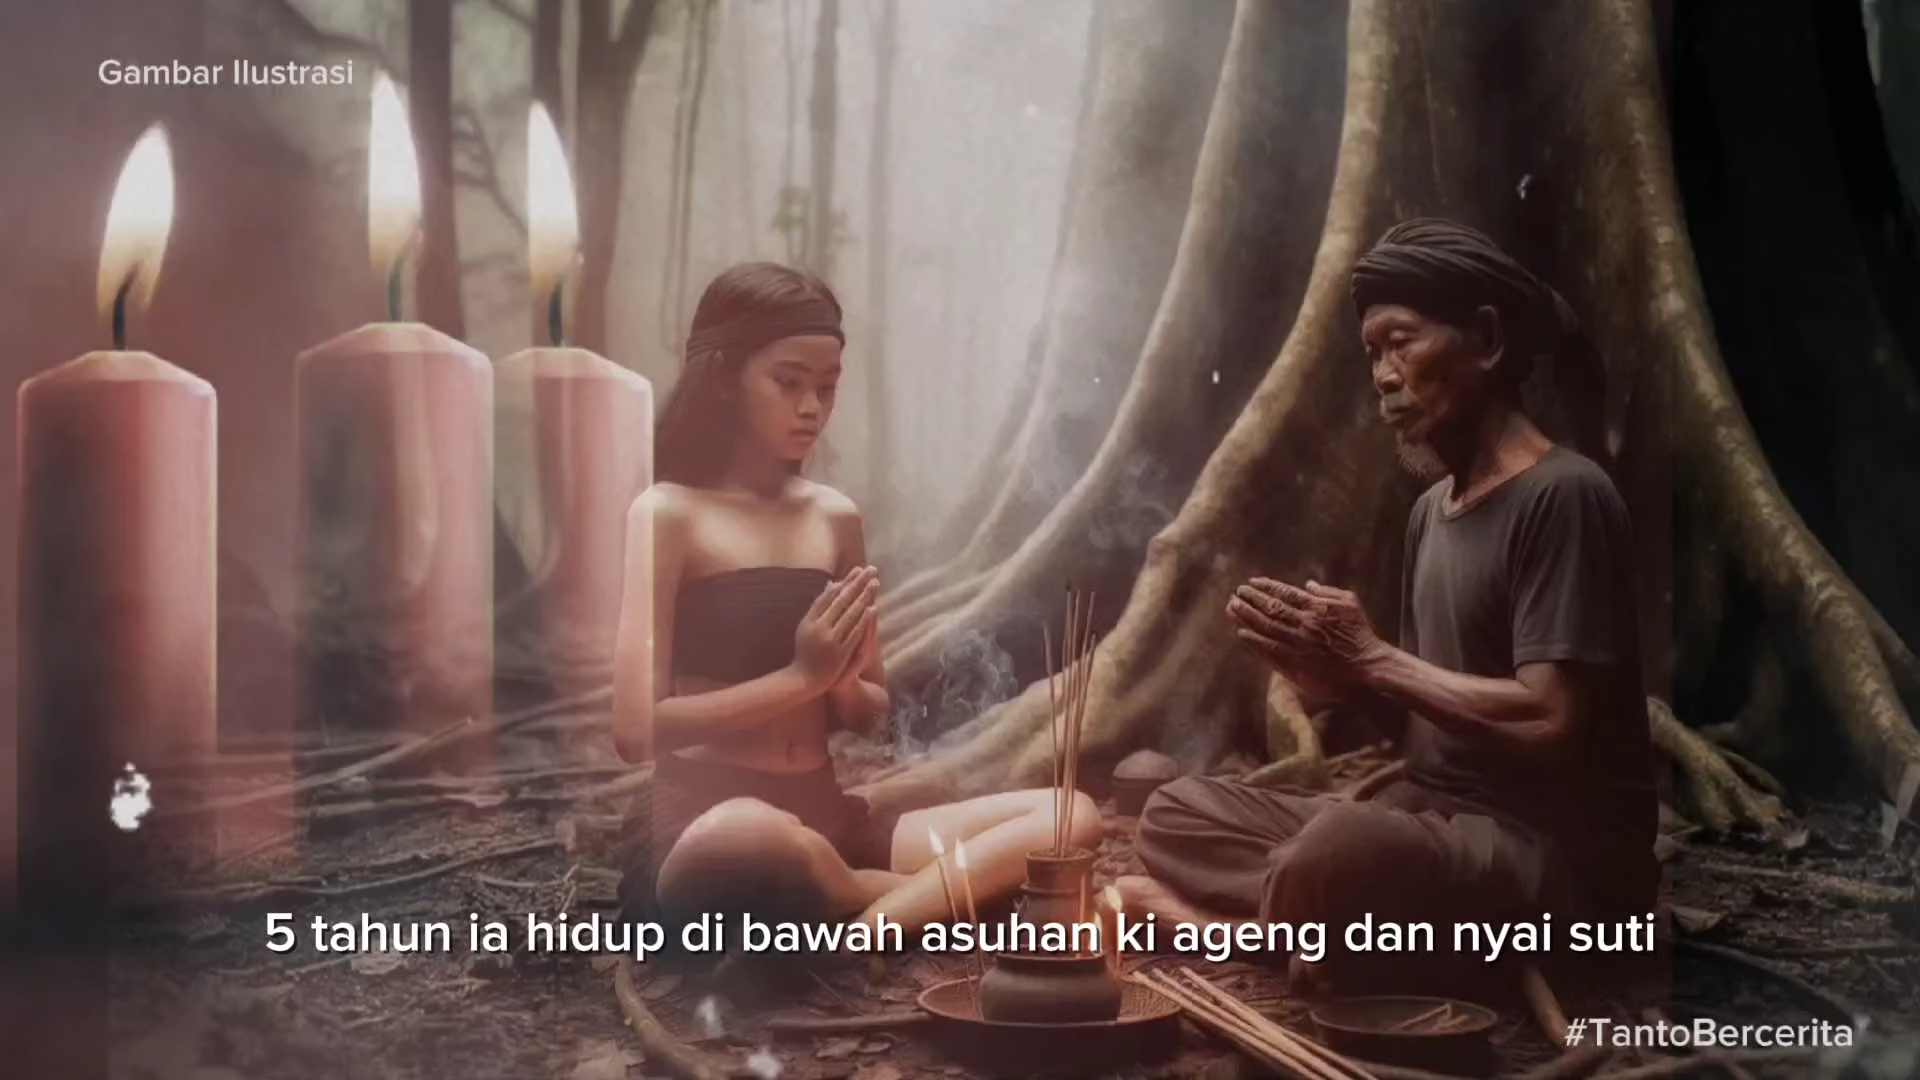 Gambar Ilustrasi
5 tahun ia hidup di bawah asuhan ki ageng dan nyai suti
#TantoBercerita